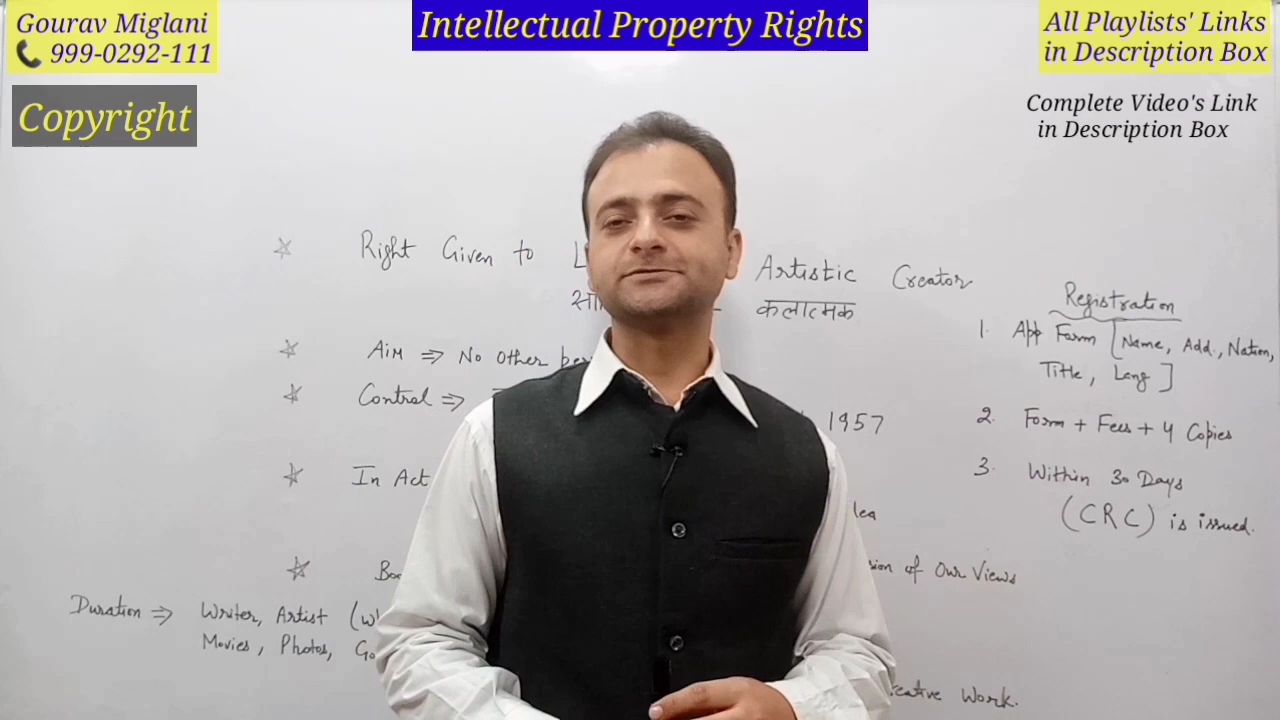 Gourav Miglani
999-0292-111
Intellectual Property Rights
All Playlists' Links
in Description Box
Copyright
Complete Video's Link
in Description Box
Right Given to Artistic Creator
कलात्मक
Aim ⇒ No other
Control ⇒ 1957
In Act
of Our Views
Duration ⇒ Writer, Artist
Movies, Photos,
Work.
Registration
1. App Form [Name, Add., Nation,
Title, Lang]
2. Form + Fees + 4 Copies
3. Within 30 Days
(CRC) is issued.